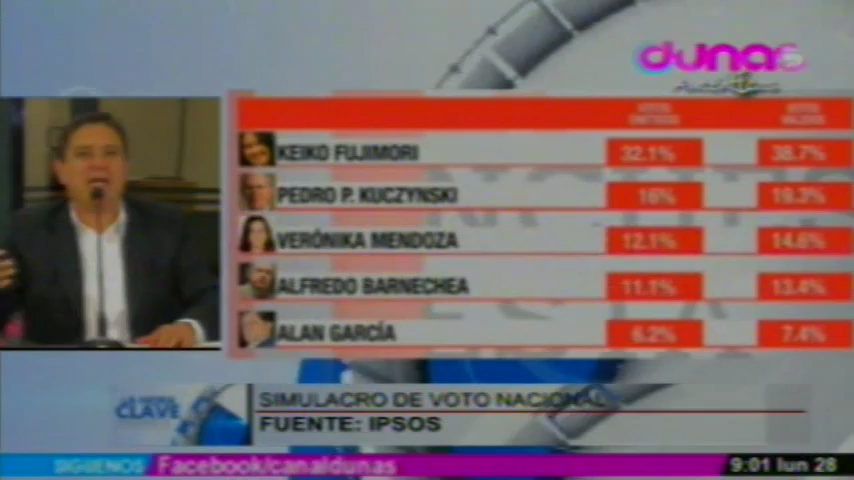 dunas
VOTOS EMITIDOS VOTOS VÁLIDOS
KEIKO FUJIMORI 32.1% 38.7%
PEDRO P. KUCZYNSKI 16% 19.3%
VERÓNIKA MENDOZA 12.1% 14.6%
ALFREDO BARNECHEA 11.1% 13.4%
ALAN GARCÍA 6.2% 7.4%
CLAVE
SIMULACRO DE VOTO NACIONAL
FUENTE: IPSOS
SIGUENOS Facebook/canaldunas 9:01 lun 28